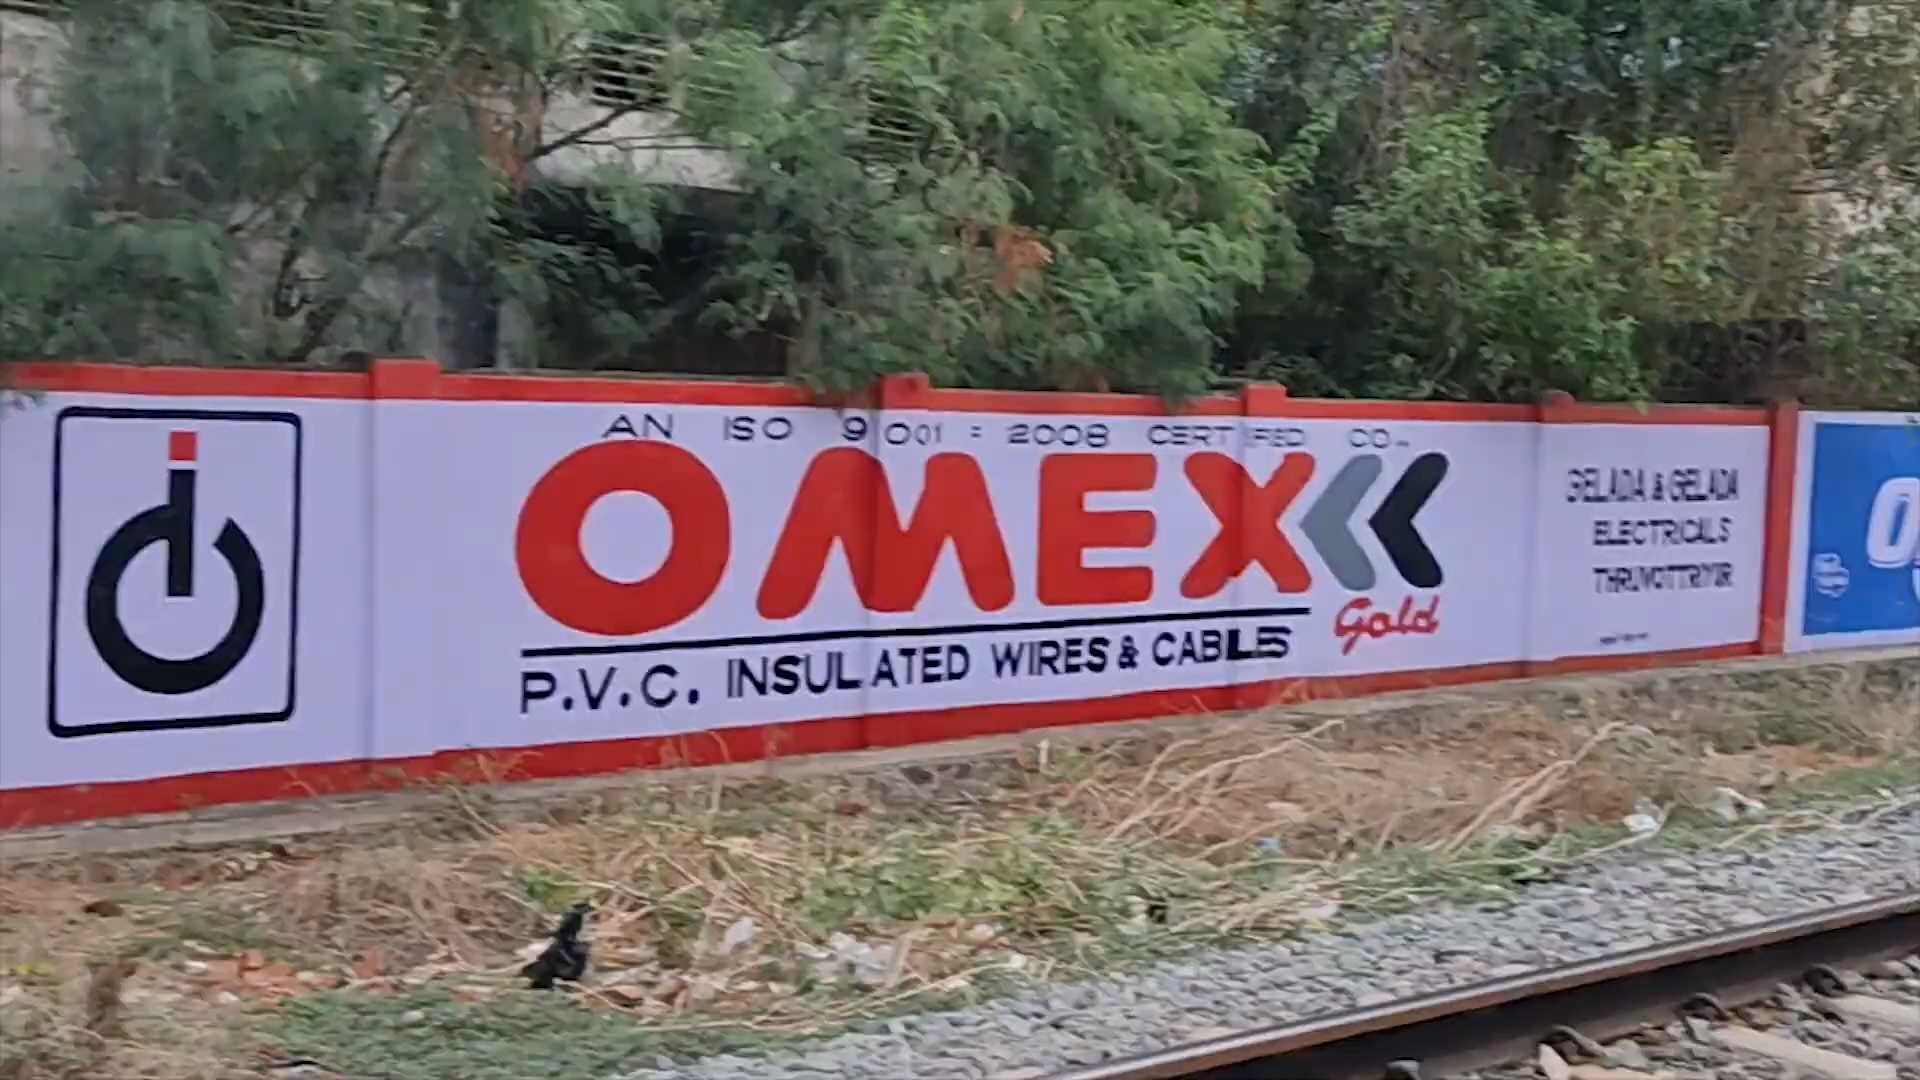 AN ISO 9001 : 2008 CERTIFIED CO.,
OMEX
Gold
P.V.C. INSULATED WIRES & CABLES
GELADA & GELADA
ELECTRICALS
THIRUVOTTRIYUR